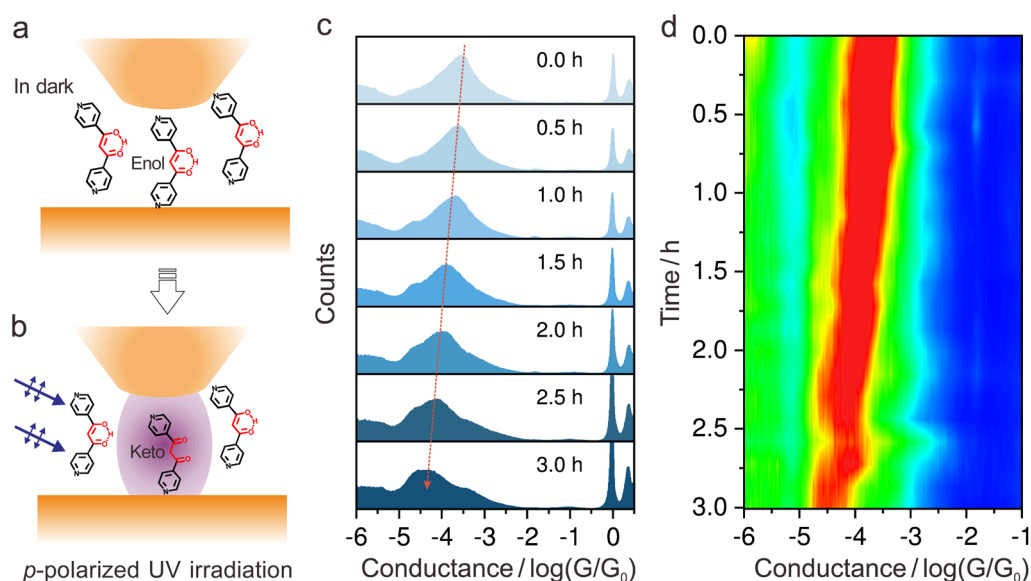 a
In dark
Enol
O
H
O
N
N
O
H
O
N
N
O
H
O
N
N
b
Keto
N
N
O
H
O
N
O
O
N
N
O
H
O
N
p-polarized UV irradiation
c
Counts
0.0 h
0.5 h
1.0 h
1.5 h
2.0 h
2.5 h
3.0 h
-6 -5 -4 -3 -2 -1 0
Conductance / log(G/G₀)
d
Time / h
0.0
0.5
1.0
1.5
2.0
2.5
3.0
-6 -5 -4 -3 -2 -1
Conductance / log(G/G₀)